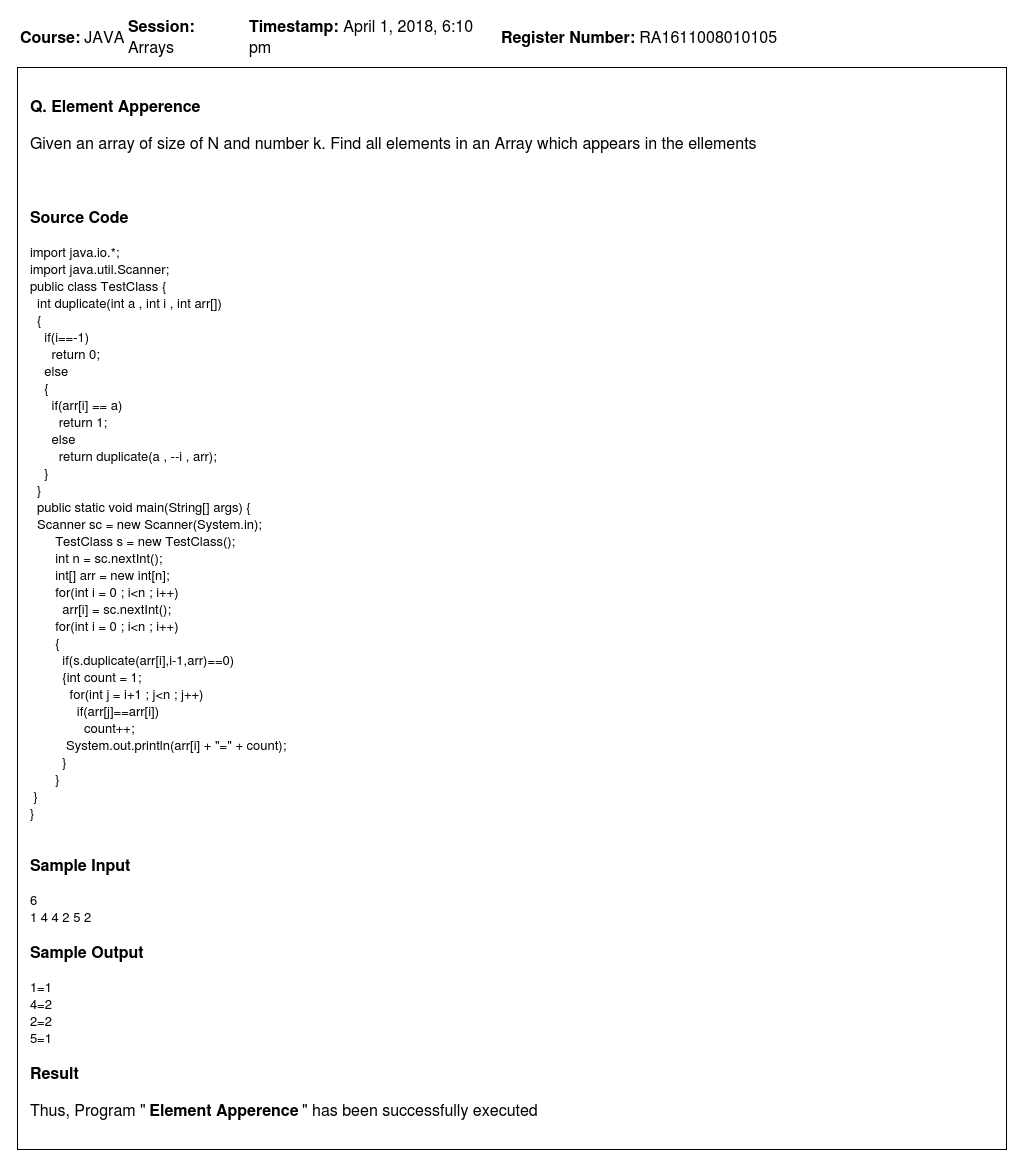 Course: JAVA Session: Arrays Timestamp: April 1, 2018, 6:10 pm Register Number: RA1611008010105
Q. Element Apperence
Given an array of size of N and number k. Find all elements in an Array which appears in the ellements
Source Code
import java.io.*;
import java.util.Scanner;
public class TestClass {
int duplicate(int a , int i , int arr[])
{
if(i==-1)
return 0;
else
{
if(arr[i] == a)
return 1;
else
return duplicate(a , --i , arr);
}
}
public static void main(String[] args) {
Scanner sc = new Scanner(System.in);
TestClass s = new TestClass();
int n = sc.nextInt();
int[] arr = new int[n];
for(int i = 0 ; i<n ; i++)
arr[i] = sc.nextInt();
for(int i = 0 ; i<n ; i++)
{
if(s.duplicate(arr[i],i-1,arr)==0)
{int count = 1;
for(int j = i+1 ; j<n ; j++)
if(arr[j]==arr[i])
count++;
System.out.println(arr[i] + "=" + count);
}
}
}
}
Sample Input
6
1 4 4 2 5 2
Sample Output
1=1
4=2
2=2
5=1
Result
Thus, Program " Element Apperence " has been successfully executed